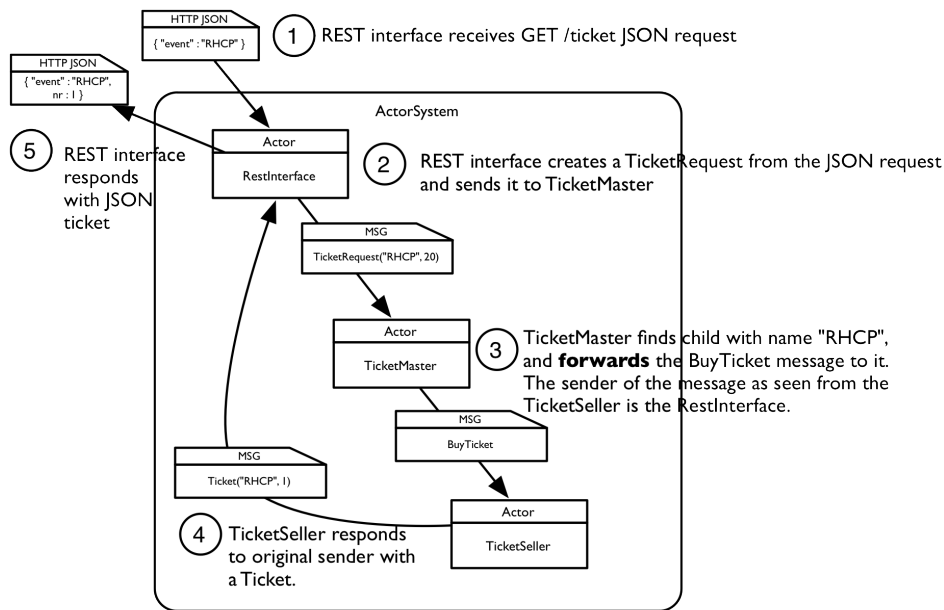 HTTP JSON
{ "event" : "RHCP" }
1
REST interface receives GET /ticket JSON request
HTTP JSON
{ "event" : "RHCP",
nr : 1 }
ActorSystem
5
REST interface
responds
with JSON
ticket
Actor
RestInterface
2
REST interface creates a TicketRequest from the JSON request
and sends it to TicketMaster
MSG
TicketRequest("RHCP", 20)
Actor
TicketMaster
3
TicketMaster finds child with name "RHCP",
and forwards the BuyTicket message to it.
The sender of the message as seen from the
TicketSeller is the RestInterface.
MSG
BuyTicket
MSG
Ticket("RHCP", 1)
4
TicketSeller responds
to original sender with
a Ticket.
Actor
TicketSeller